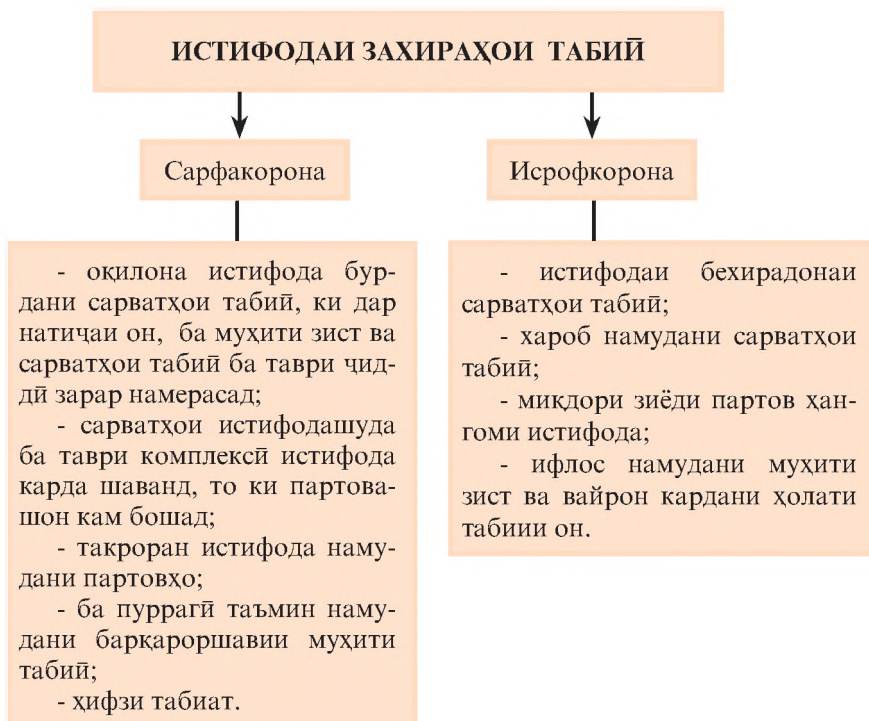 ИСТИФОДАИ ЗАХИРАҲОИ ТАБИӢ
Сарфакорона
Исрофкорона
- оқилона истифода бур-
дани сарватҳои табиӣ, ки дар
натиҷаи он, ба муҳити зист ва
сарватҳои табиӣ ба таври ҷид-
дӣ зарар намерасад;
- сарватҳои истифодашуда
ба таври комплексӣ истифода
карда шаванд, то ки партова-
шон кам бошад;
- такроран истифода наму-
дани партовҳо;
- ба пуррагӣ таъмин наму-
дани барқароршавии муҳити
табиӣ;
- ҳифзи табиат.
- истифодаи бехирадонаи
сарватҳои табиӣ;
- хароб намудани сарватҳои
табиӣ;
- миқдори зиёди партов ҳан-
гоми истифода;
- ифлос намудани муҳити
зист ва вайрон кардани ҳолати
табиии он.